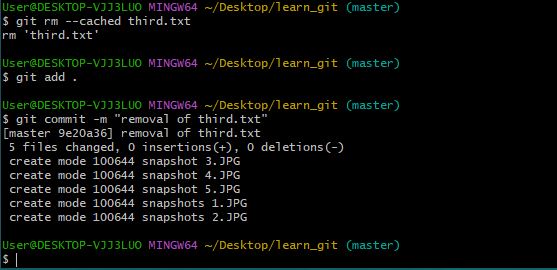 User@DESKTOP-VJJ3LUO MINGW64 ~/Desktop/learn_git (master)
$ git rm --cached third.txt
rm 'third.txt'
User@DESKTOP-VJJ3LUO MINGW64 ~/Desktop/learn_git (master)
$ git add .
User@DESKTOP-VJJ3LUO MINGW64 ~/Desktop/learn_git (master)
$ git commit -m "removal of third.txt"
[master 9e20a36] removal of third.txt
 5 files changed, 0 insertions(+), 0 deletions(-)
 create mode 100644 snapshot 3.JPG
 create mode 100644 snapshot 4.JPG
 create mode 100644 snapshot 5.JPG
 create mode 100644 snapshots 1.JPG
 create mode 100644 snapshots 2.JPG
User@DESKTOP-VJJ3LUO MINGW64 ~/Desktop/learn_git (master)
$